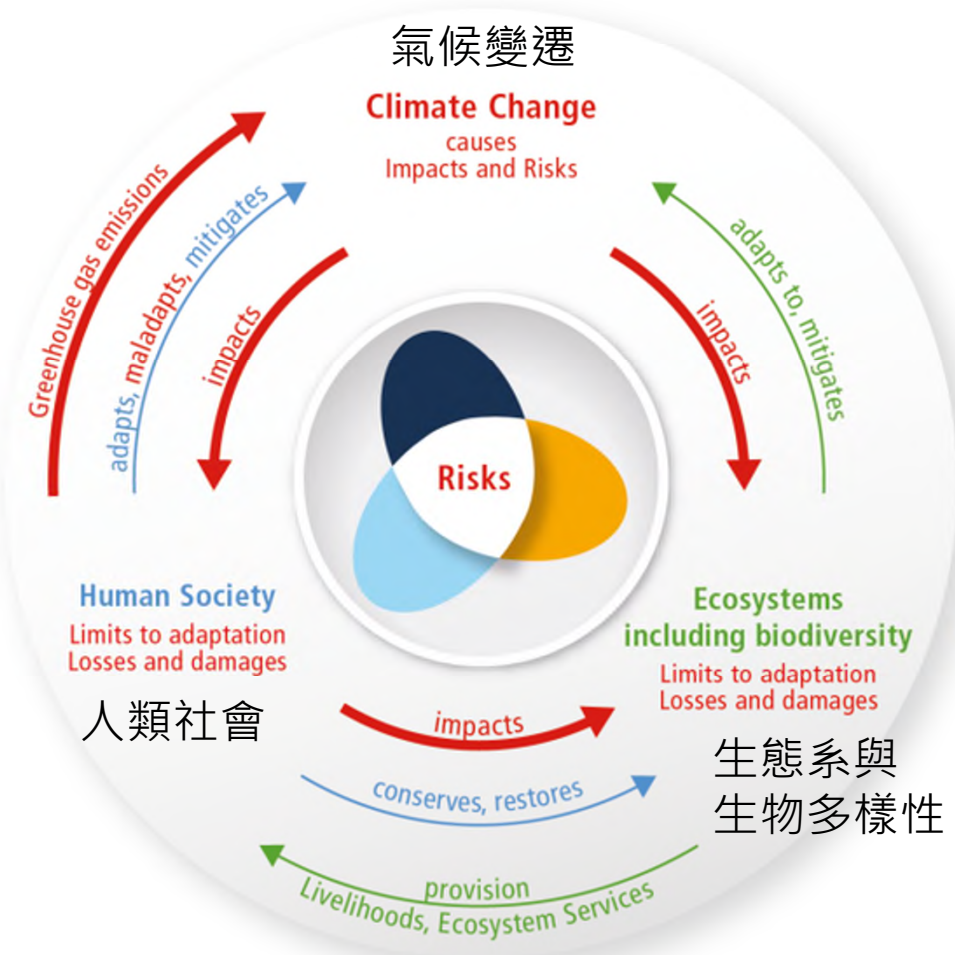 氣候變遷
Climate Change
causes
Impacts and Risks
Greenhouse gas emissions
adapts, maladapts, mitigates
impacts
impacts
adapts to, mitigates
Risks
Human Society
Limits to adaptation
Losses and damages
人類社會
Ecosystems
including biodiversity
Limits to adaptation
Losses and damages
生態系與
生物多樣性
impacts
conserves, restores
provision
Livelihoods, Ecosystem Services